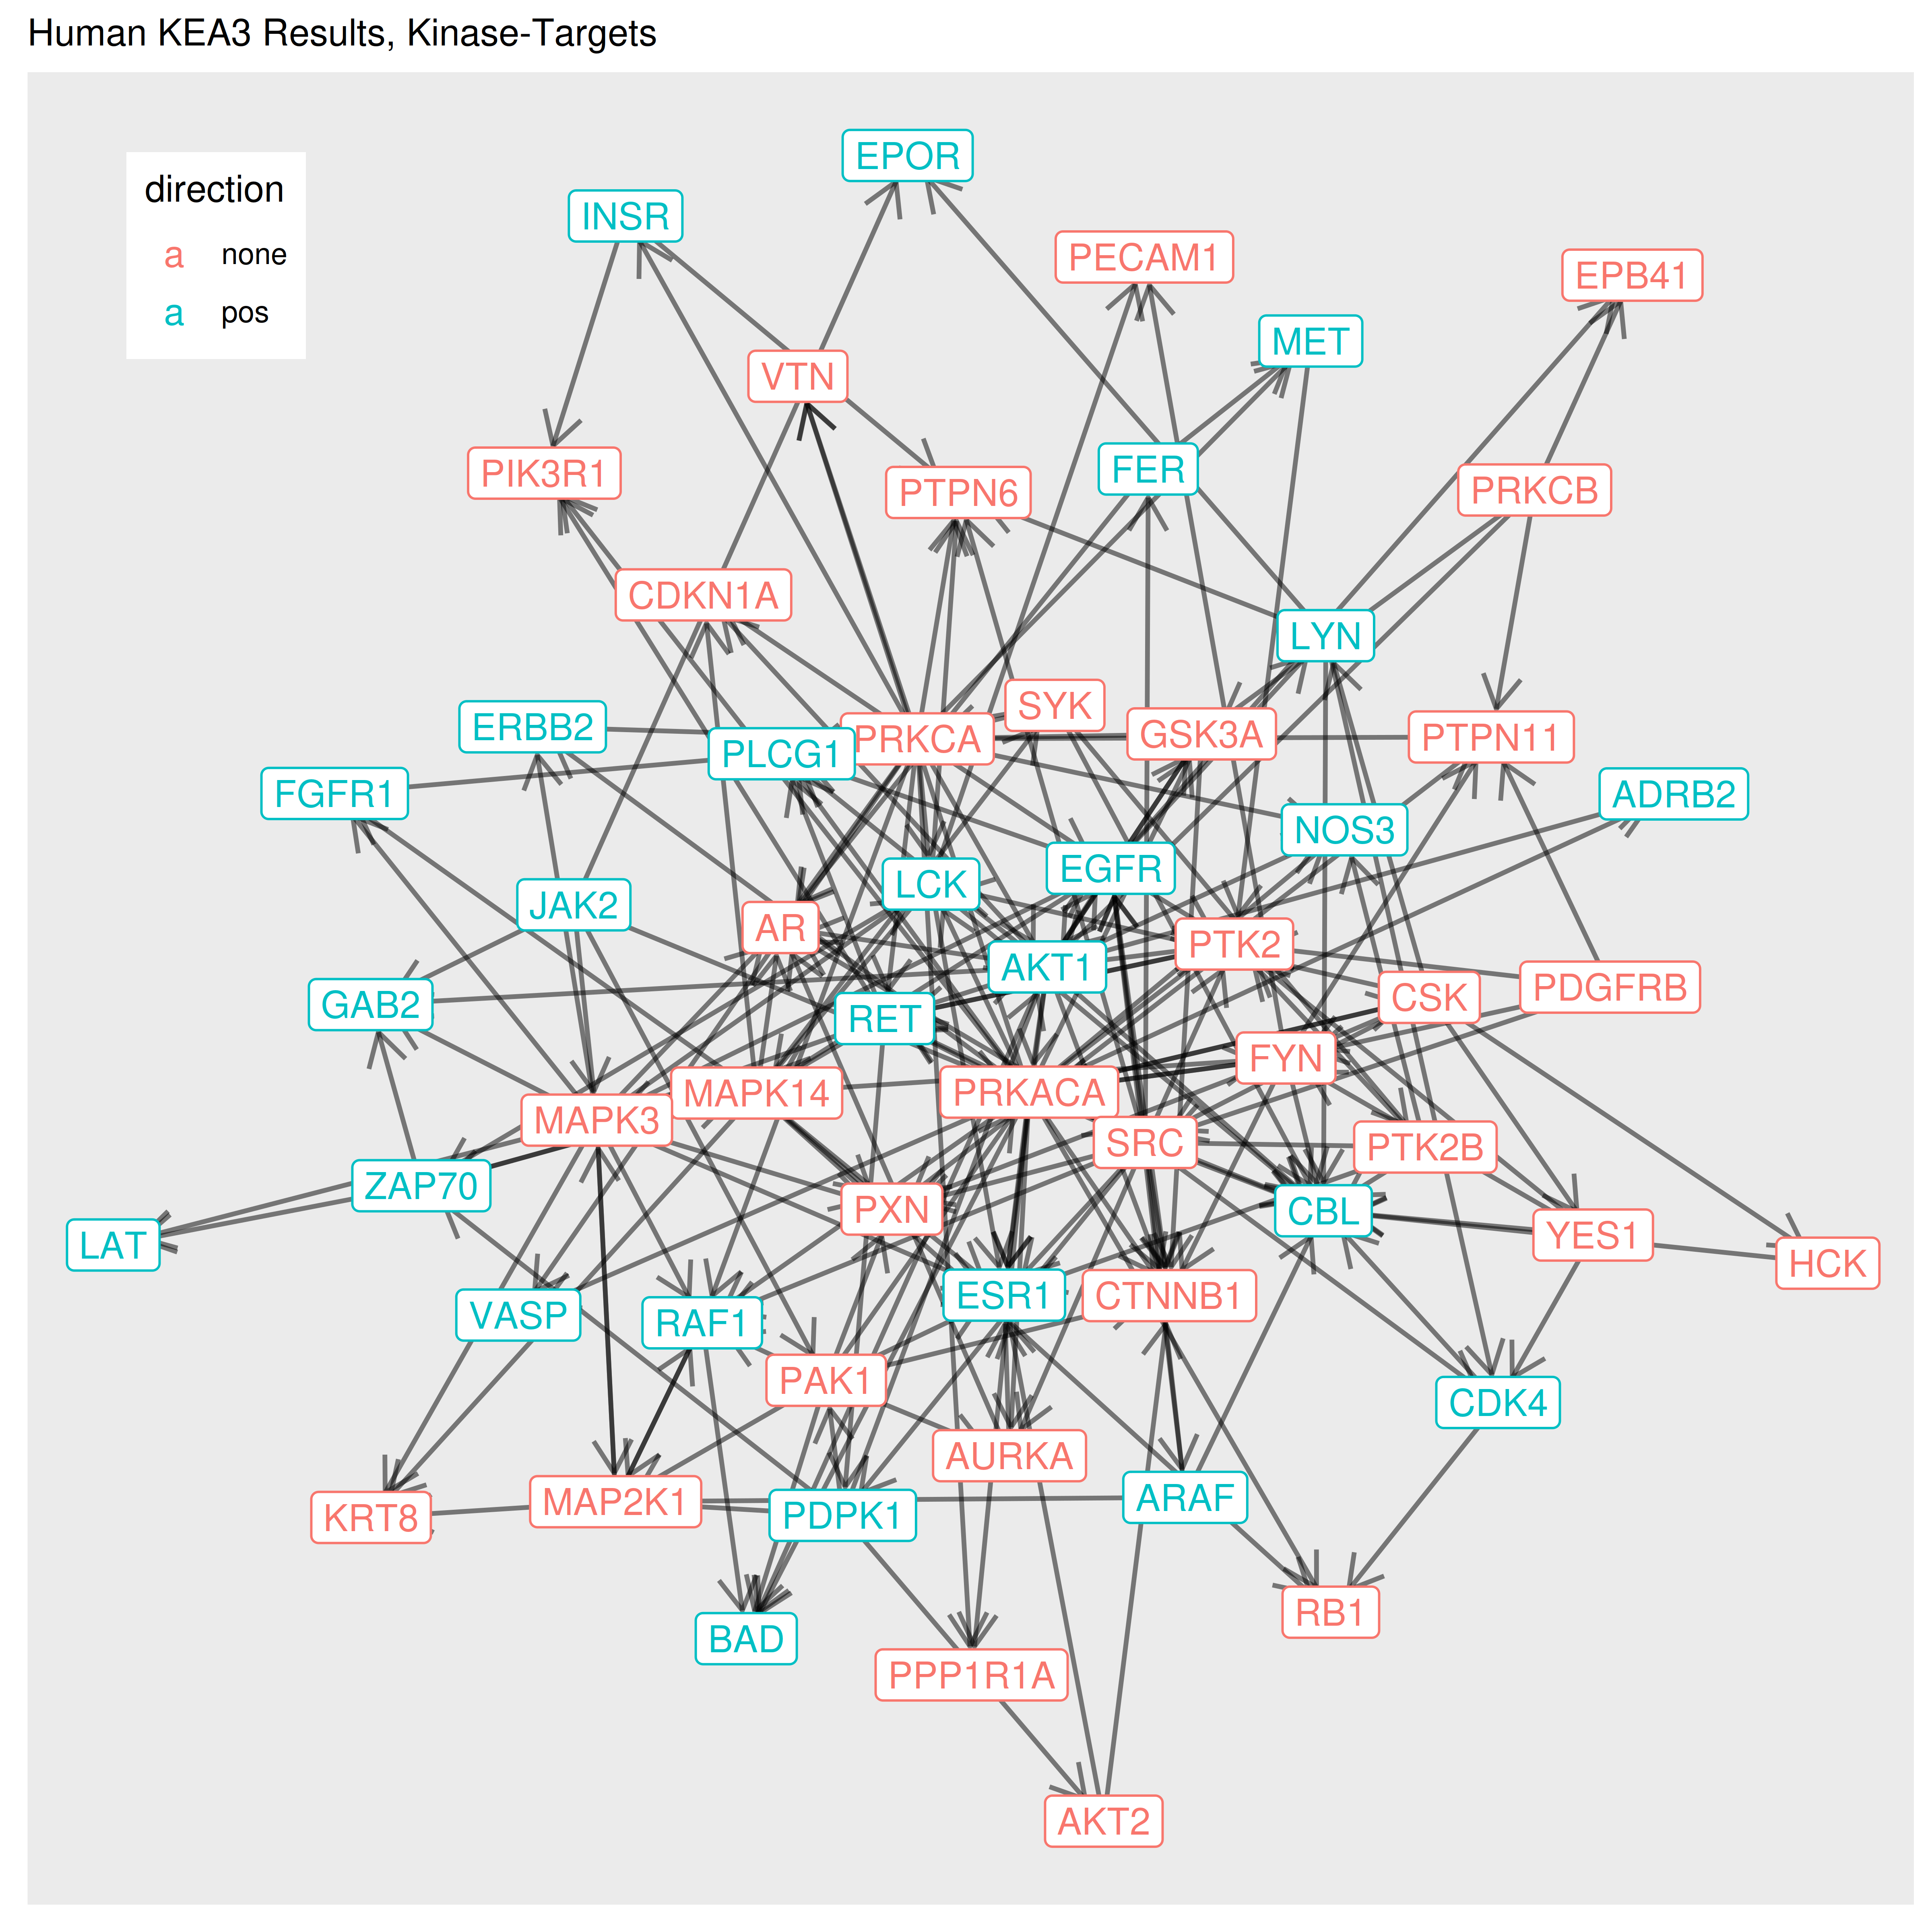 Human KEA3 Results, Kinase-Targets
direction
a none
a pos
EPOR
INSR
PECAM1
EPB41
MET
VTN
FER
PIK3R1
PTPN6
PRKCB
CDKN1A
LYN
SYK
ERBB2
PRKCA
GSK3A
PTPN11
PLCG1
FGFR1
ADRB2
NOS3
EGFR
LCK
JAK2
AR
PTK2
AKT1
PDGFRB
CSK
GAB2
RET
FYN
MAPK14
PRKACA
MAPK3
SRC
PTK2B
ZAP70
PXN
CBL
YES1
LAT
HCK
ESR1
CTNNB1
VASP
RAF1
PAK1
CDK4
AURKA
ARAF
MAP2K1
PDPK1
KRT8
RB1
BAD
PPP1R1A
AKT2